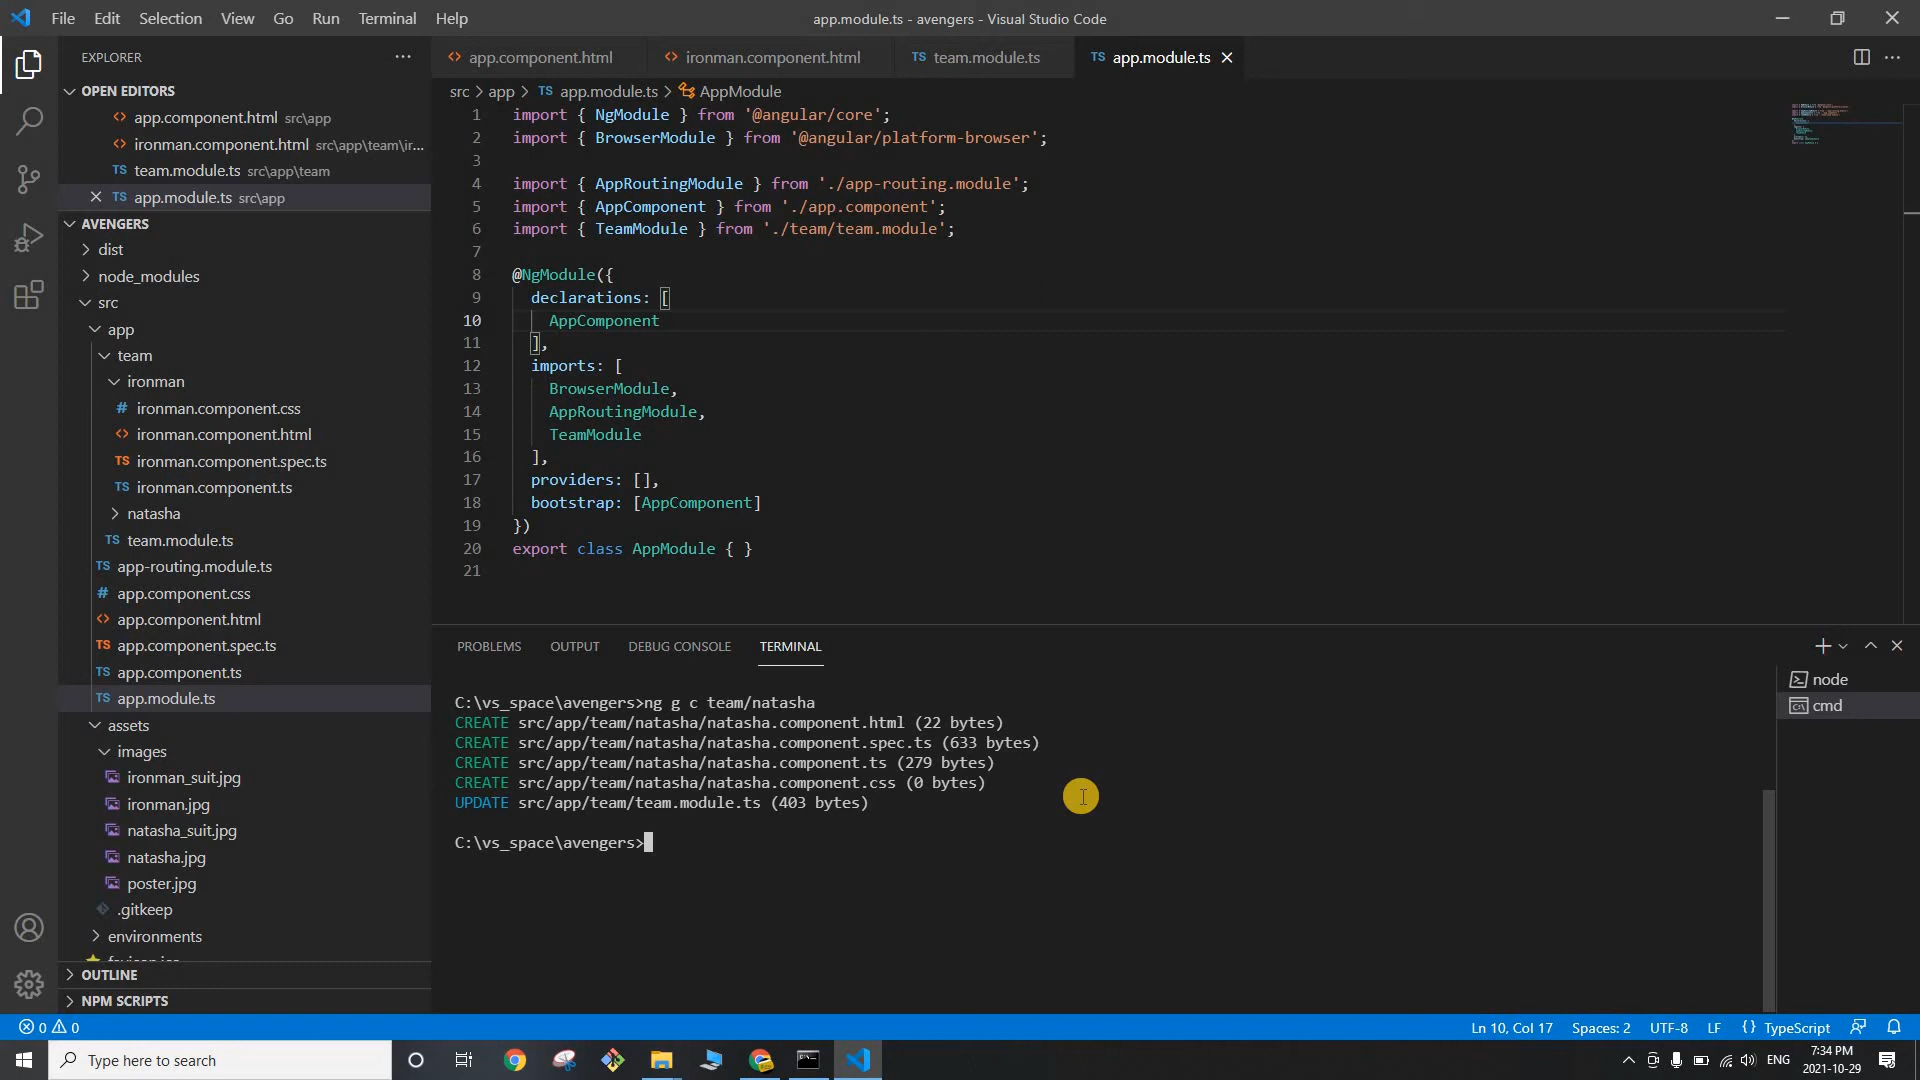 File Edit Selection View Go Run Terminal Help
app.module.ts - avengers - Visual Studio Code
EXPLORER
OPEN EDITORS
app.component.html src\app
ironman.component.html src\app\team\ir...
TS team.module.ts src\app\team
TS app.module.ts src\app
AVENGERS
dist
node_modules
src
app
team
ironman
# ironman.component.css
ironman.component.html
TS ironman.component.spec.ts
TS ironman.component.ts
natasha
TS team.module.ts
TS app-routing.module.ts
# app.component.css
app.component.html
TS app.component.spec.ts
TS app.component.ts
TS app.module.ts
assets
images
ironman_suit.jpg
ironman.jpg
natasha_suit.jpg
natasha.jpg
poster.jpg
.gitkeep
environments
OUTLINE
NPM SCRIPTS
app.component.html ironman.component.html TS team.module.ts TS app.module.ts
src > app > TS app.module.ts > AppModule
1 import { NgModule } from '@angular/core';
2 import { BrowserModule } from '@angular/platform-browser';
3
4 import { AppRoutingModule } from './app-routing.module';
5 import { AppComponent } from './app.component';
6 import { TeamModule } from './team/team.module';
7
8 @NgModule({
9 declarations: [
10 AppComponent
11 ],
12 imports: [
13 BrowserModule,
14 AppRoutingModule,
15 TeamModule
16 ],
17 providers: [],
18 bootstrap: [AppComponent]
19 })
20 export class AppModule { }
21
PROBLEMS OUTPUT DEBUG CONSOLE TERMINAL
C:\vs_space\avengers>ng g c team/natasha
CREATE src/app/team/natasha/natasha.component.html (22 bytes)
CREATE src/app/team/natasha/natasha.component.spec.ts (633 bytes)
CREATE src/app/team/natasha/natasha.component.ts (279 bytes)
CREATE src/app/team/natasha/natasha.component.css (0 bytes)
UPDATE src/app/team/team.module.ts (403 bytes)
C:\vs_space\avengers>
node
cmd
0 0
Ln 10, Col 17 Spaces: 2 UTF-8 LF {} TypeScript
Type here to search
ENG
7:34 PM
2021-10-29